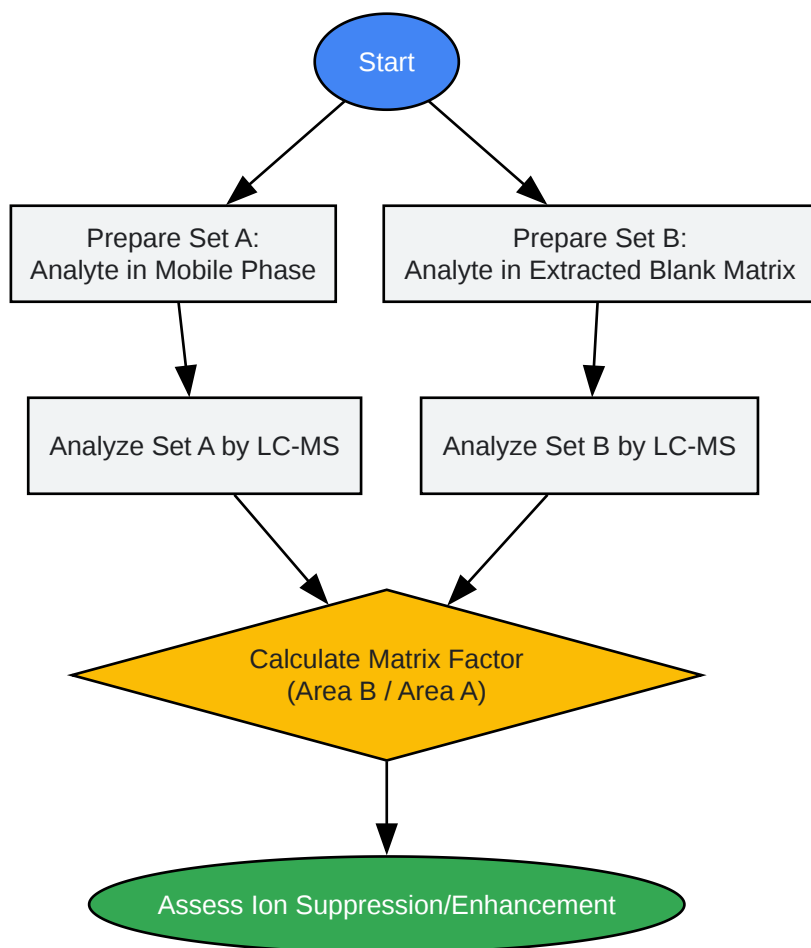 Start
Prepare Set A:
Analyte in Mobile Phase
Prepare Set B:
Analyte in Extracted Blank Matrix
Analyze Set A by LC-MS
Analyze Set B by LC-MS
Calculate Matrix Factor
(Area B / Area A)
Assess Ion Suppression/Enhancement